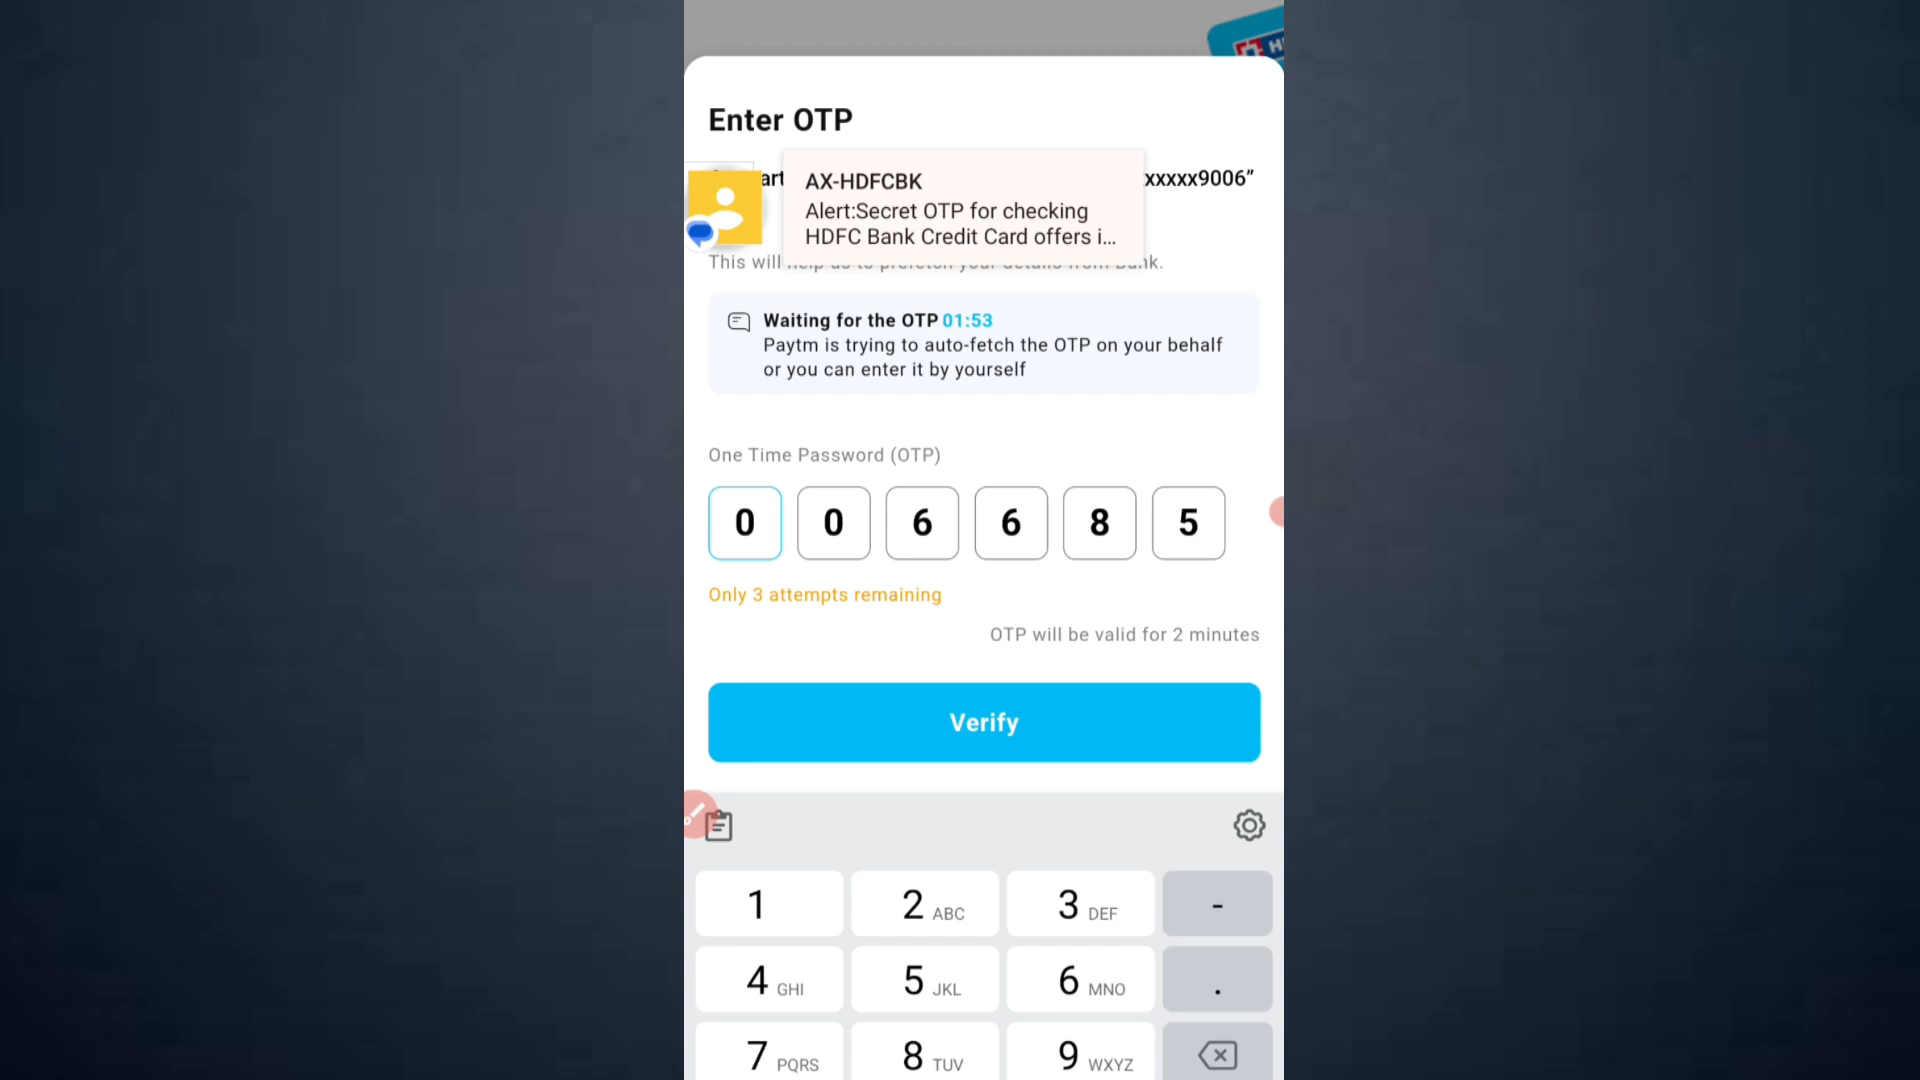 Enter OTP
xxxxx9006”
AX-HDFCBK
Alert:Secret OTP for checking
HDFC Bank Credit Card offers i...
This will
Waiting for the OTP 01:53
Paytm is trying to auto-fetch the OTP on your behalf
or you can enter it by yourself
One Time Password (OTP)
0 0 6 6 8 5
Only 3 attempts remaining
OTP will be valid for 2 minutes
Verify
1 2 ABC 3 DEF -
4 GHI 5 JKL 6 MNO .
7 PQRS 8 TUV 9 WXYZ